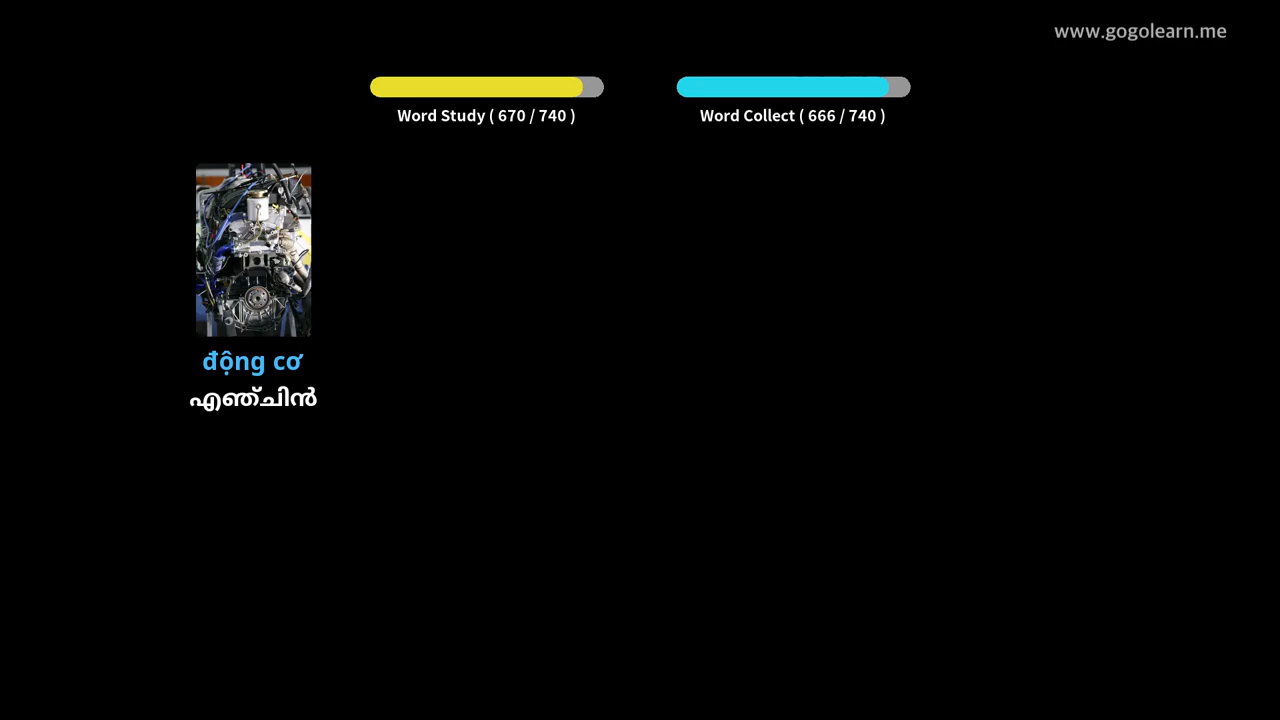 www.gogolearn.me
Word Study ( 670 / 740 )
Word Collect ( 666 / 740 )
động cơ
എഞ്ചിൻ